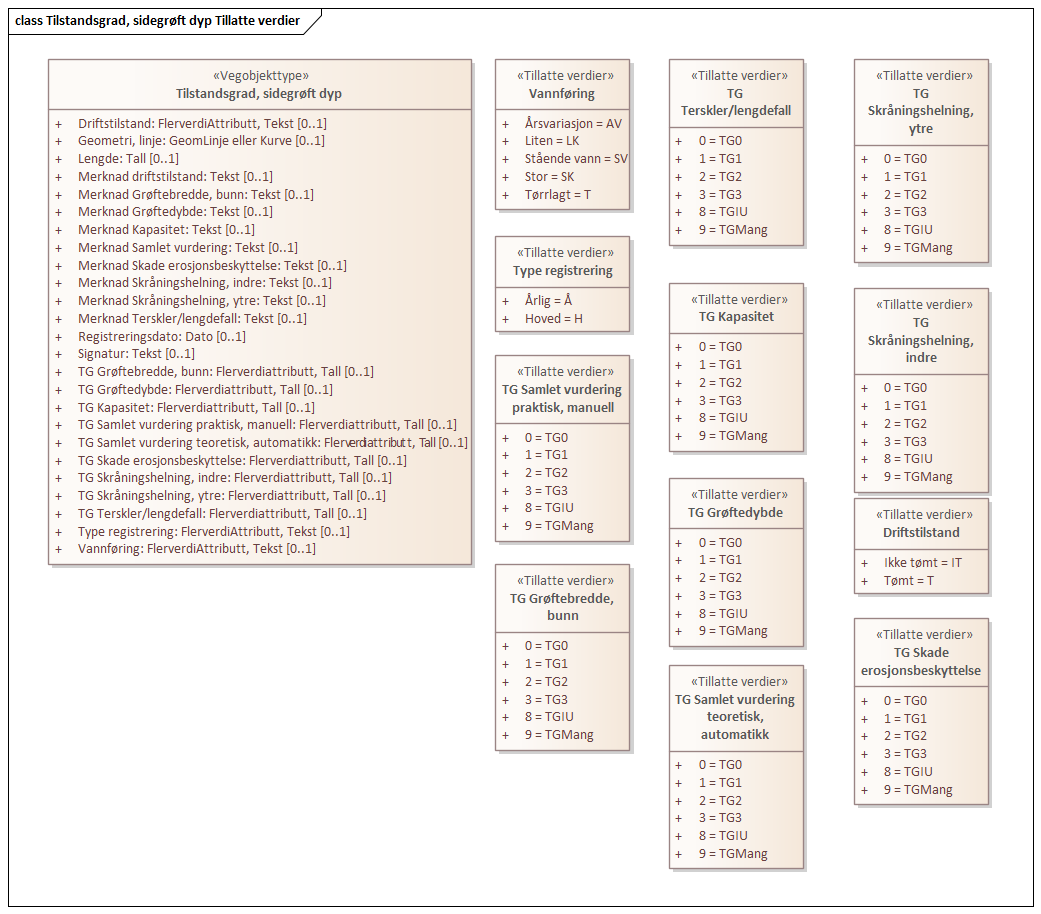 class Tilstandsgrad, sidegrøft dyp Tillatte verdier
«Vegobjekttype»
Tilstandsgrad, sidegrøft dyp
+ Driftstilstand: FlerverdiAttributt, Tekst [0..1]
+ Geometri, linje: GeomLinje eller Kurve [0..1]
+ Lengde: Tall [0..1]
+ Merknad driftstilstand: Tekst [0..1]
+ Merknad Grøftebredde, bunn: Tekst [0..1]
+ Merknad Grøftedybde: Tekst [0..1]
+ Merknad Kapasitet: Tekst [0..1]
+ Merknad Samlet vurdering: Tekst [0..1]
+ Merknad Skade erosjonsbeskyttelse: Tekst [0..1]
+ Merknad Skråningshelning, indre: Tekst [0..1]
+ Merknad Skråningshelning, ytre: Tekst [0..1]
+ Merknad Terskler/lengdefall: Tekst [0..1]
+ Registreringsdato: Dato [0..1]
+ Signatur: Tekst [0..1]
+ TG Grøftebredde, bunn: Flerverdiattributt, Tall [0..1]
+ TG Grøftedybde: Flerverdiattributt, Tall [0..1]
+ TG Kapasitet: Flerverdiattributt, Tall [0..1]
+ TG Samlet vurdering praktisk, manuell: Flerverdiattributt, Tall [0..1]
+ TG Samlet vurdering teoretisk, automatikk: Flerverdiattributt, Tall [0..1]
+ TG Skade erosjonsbeskyttelse: Flerverdiattributt, Tall [0..1]
+ TG Skråningshelning, indre: Flerverdiattributt, Tall [0..1]
+ TG Skråningshelning, ytre: Flerverdiattributt, Tall [0..1]
+ TG Terskler/lengdefall: Flerverdiattributt, Tall [0..1]
+ Type registrering: FlerverdiAttributt, Tekst [0..1]
+ Vannføring: FlerverdiAttributt, Tekst [0..1]
«Tillatte verdier»
Vannføring
+ Årsvariasjon = AV
+ Liten = LK
+ Stående vann = SV
+ Stor = SK
+ Tørrlagt = T
«Tillatte verdier»
Type registrering
+ Årlig = Å
+ Hoved = H
«Tillatte verdier»
TG Samlet vurdering
praktisk, manuell
+ 0 = TG0
+ 1 = TG1
+ 2 = TG2
+ 3 = TG3
+ 8 = TGIU
+ 9 = TGMang
«Tillatte verdier»
TG Grøftebredde,
bunn
+ 0 = TG0
+ 1 = TG1
+ 2 = TG2
+ 3 = TG3
+ 8 = TGIU
+ 9 = TGMang
«Tillatte verdier»
TG
Terskler/lengdefall
+ 0 = TG0
+ 1 = TG1
+ 2 = TG2
+ 3 = TG3
+ 8 = TGIU
+ 9 = TGMang
«Tillatte verdier»
TG Kapasitet
+ 0 = TG0
+ 1 = TG1
+ 2 = TG2
+ 3 = TG3
+ 8 = TGIU
+ 9 = TGMang
«Tillatte verdier»
TG Grøftedybde
+ 0 = TG0
+ 1 = TG1
+ 2 = TG2
+ 3 = TG3
+ 8 = TGIU
+ 9 = TGMang
«Tillatte verdier»
TG Samlet vurdering
teoretisk,
automatikk
+ 0 = TG0
+ 1 = TG1
+ 2 = TG2
+ 3 = TG3
+ 8 = TGIU
+ 9 = TGMang
«Tillatte verdier»
TG
Skråningshelning,
ytre
+ 0 = TG0
+ 1 = TG1
+ 2 = TG2
+ 3 = TG3
+ 8 = TGIU
+ 9 = TGMang
«Tillatte verdier»
TG
Skråningshelning,
indre
+ 0 = TG0
+ 1 = TG1
+ 2 = TG2
+ 3 = TG3
+ 8 = TGIU
+ 9 = TGMang
«Tillatte verdier»
Driftstilstand
+ Ikke tømt = IT
+ Tømt = T
«Tillatte verdier»
TG Skade
erosjonsbeskyttelse
+ 0 = TG0
+ 1 = TG1
+ 2 = TG2
+ 3 = TG3
+ 8 = TGIU
+ 9 = TGMang